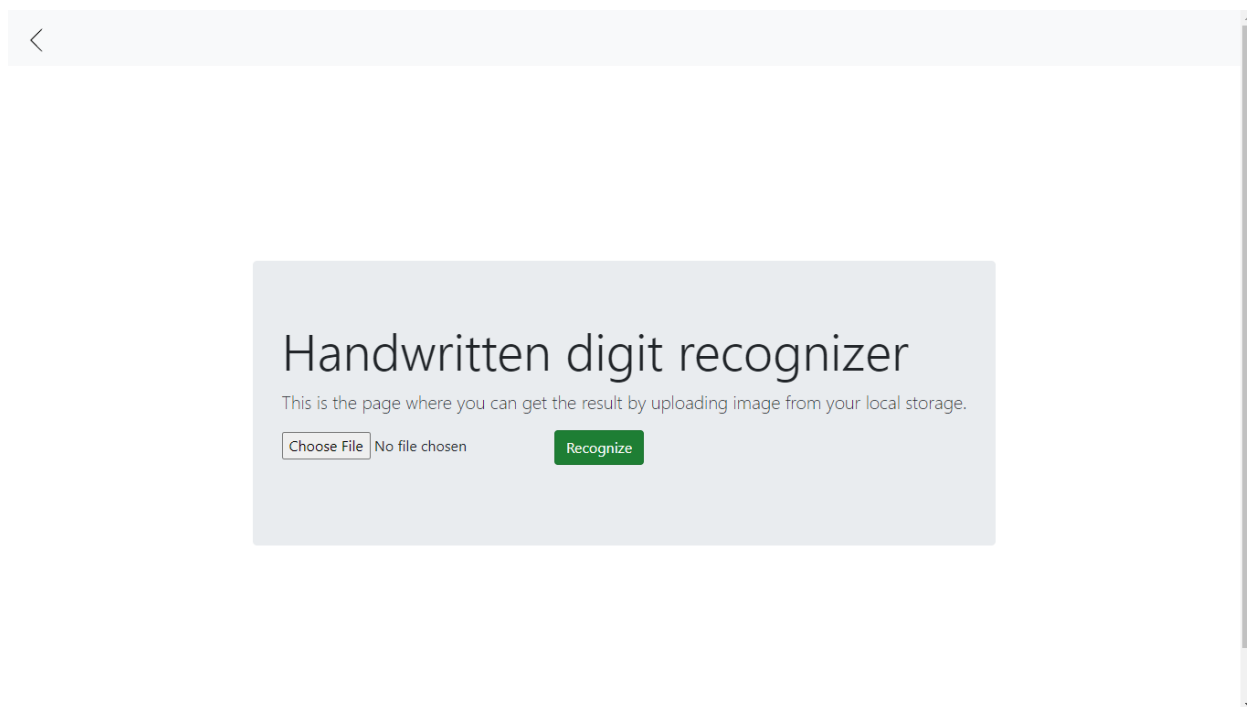 Handwritten digit recognizer
This is the page where you can get the result by uploading image from your local storage.
Choose File No file chosen Recognize